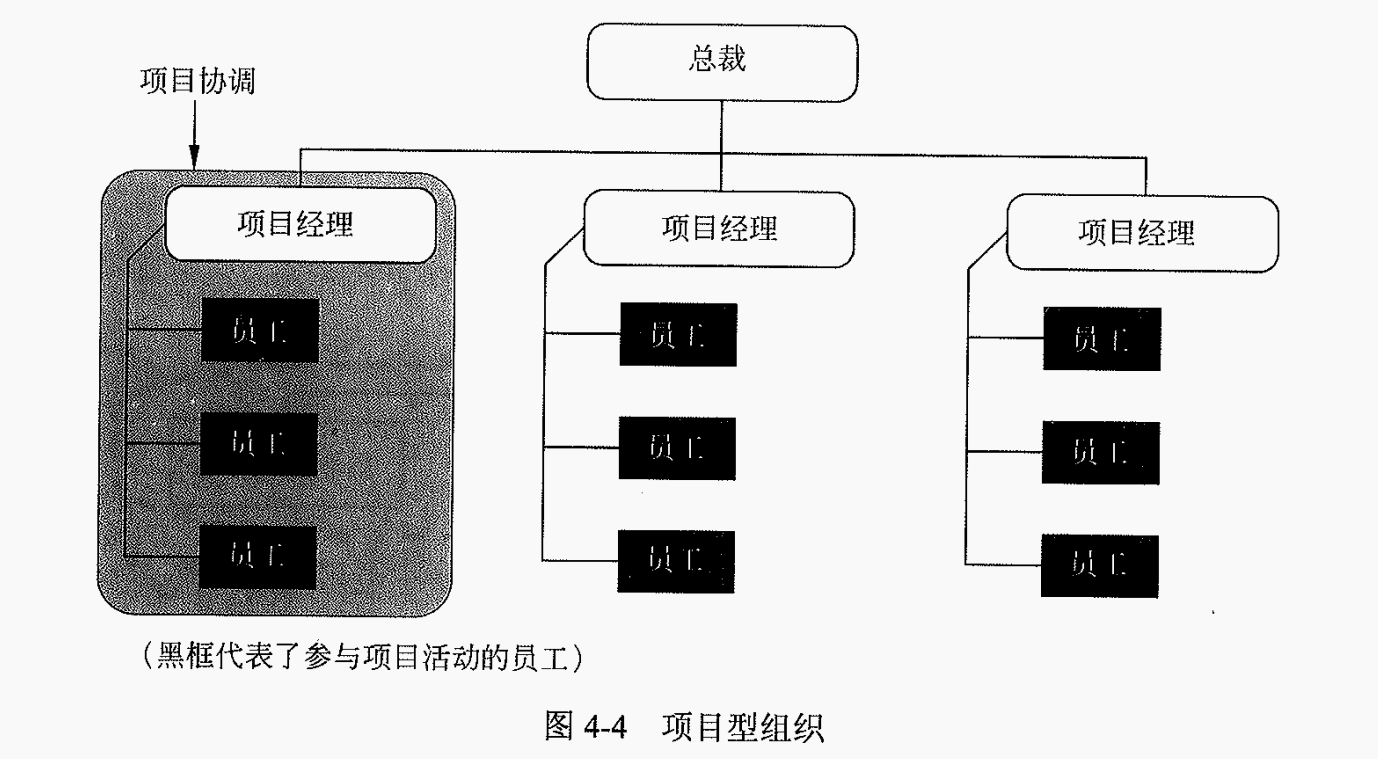 总裁
项目协调
项目经理
项目经理
项目经理
员工
员工
员工
员工
员工
员工
员工
员工
员工
（黑框代表了参与项目活动的员工）
图 4-4 项目型组织